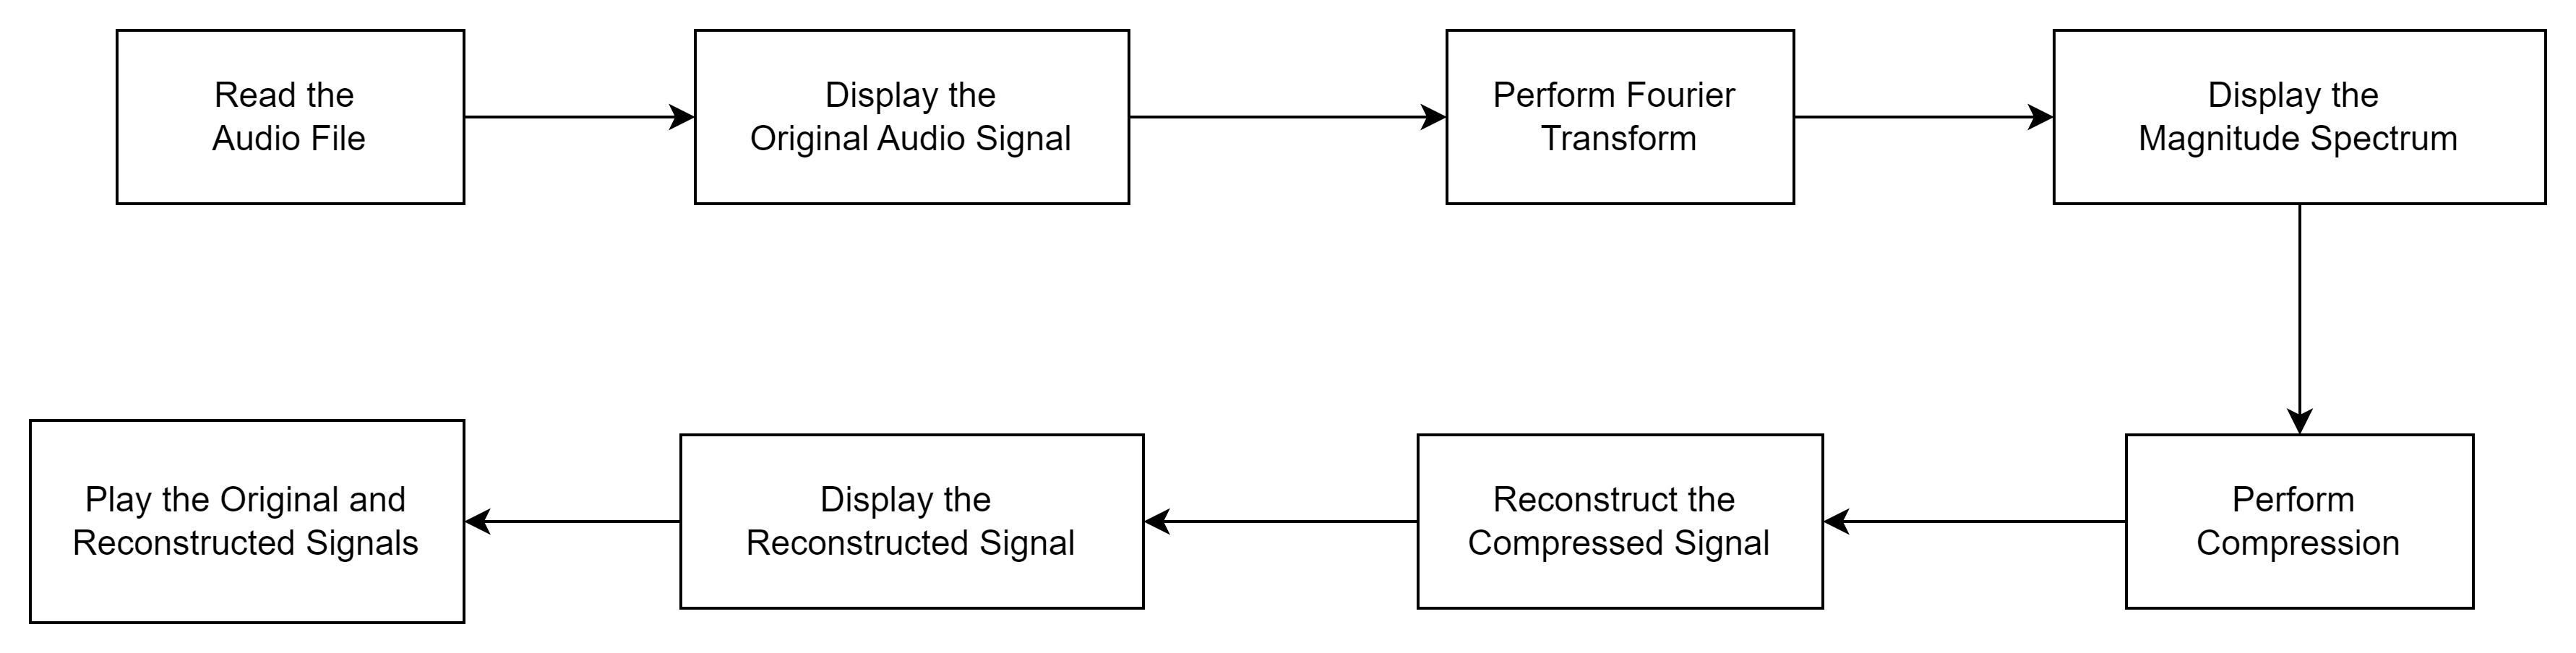 Read the
Audio File
Display the
Original Audio Signal
Perform Fourier
Transform
Display the
Magnitude Spectrum
Perform
Compression
Reconstruct the
Compressed Signal
Display the
Reconstructed Signal
Play the Original and
Reconstructed Signals